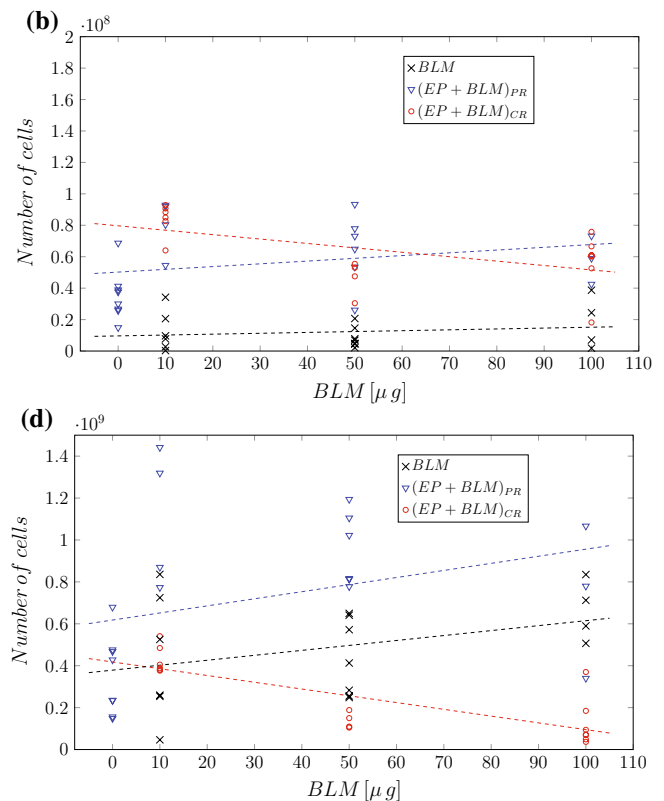 (b)
·10⁸
2
1.8
1.6
1.4
1.2
1
0.8
0.6
0.4
0.2
0
Number of cells
BLM
(EP + BLM)PR
(EP + BLM)CR
0 10 20 30 40 50 60 70 80 90 100 110
BLM [μ g]
(d)
·10⁹
1.4
1.2
1
0.8
0.6
0.4
0.2
0
Number of cells
BLM
(EP + BLM)PR
(EP + BLM)CR
0 10 20 30 40 50 60 70 80 90 100 110
BLM [μ g]